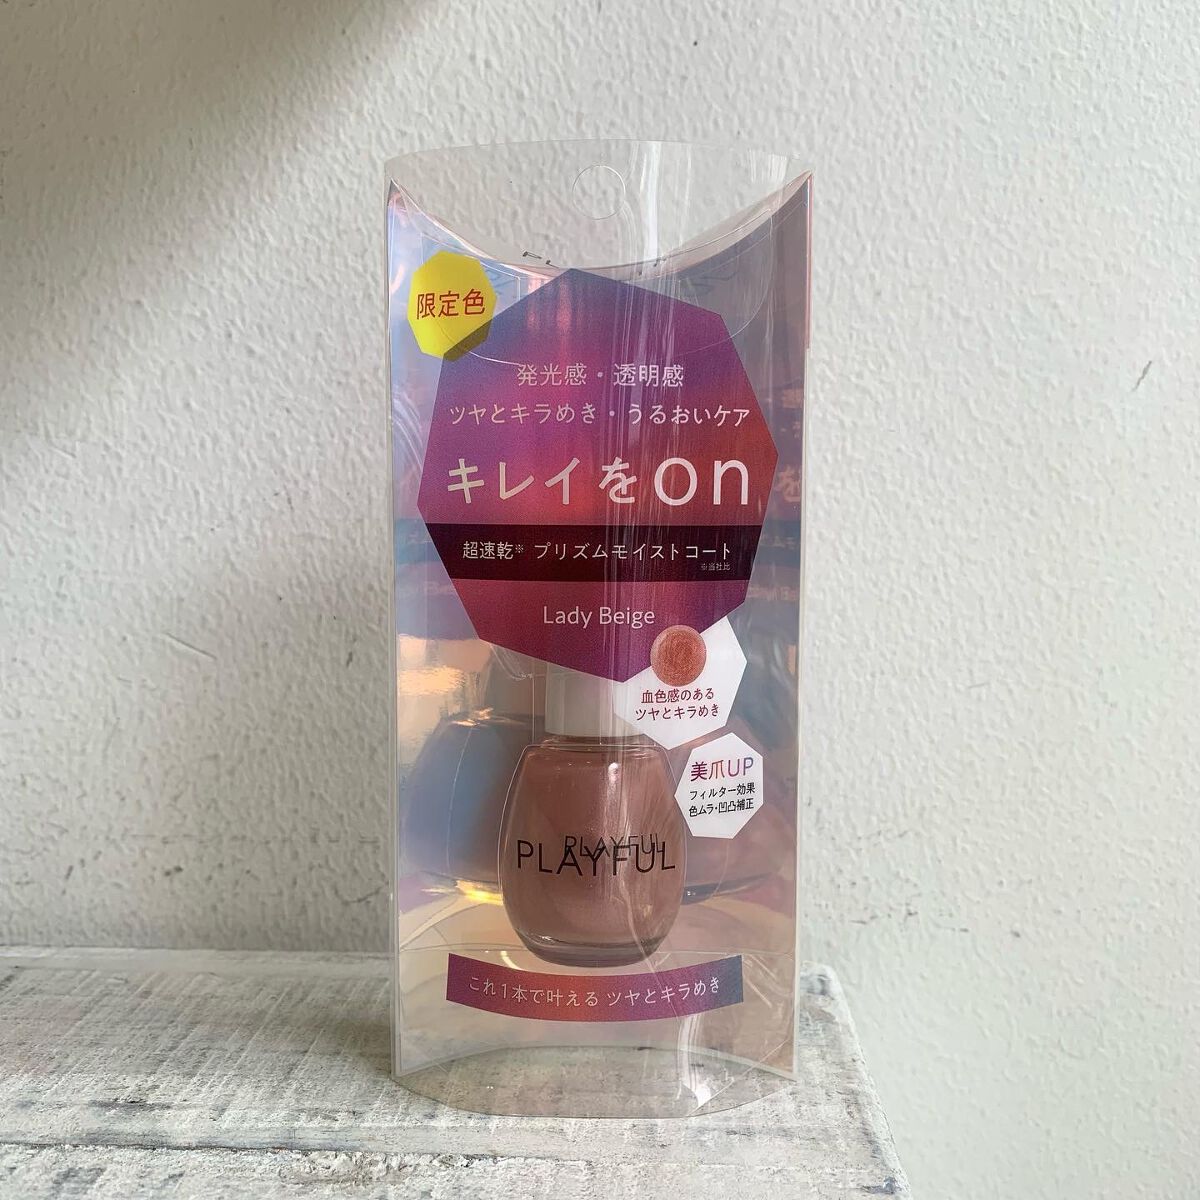 限定色
発光感・透明感
ツヤとキラめき・うるおいケア
キレイをon
超速乾※ プリズムモイストコート
※当社比
Lady Beige
血色感のある
ツヤとキラめき
美爪UP
フィルター効果
色ムラ・凹凸補正
PLAYFUL
PLAYFUL
これ1本で叶える ツヤとキラめき